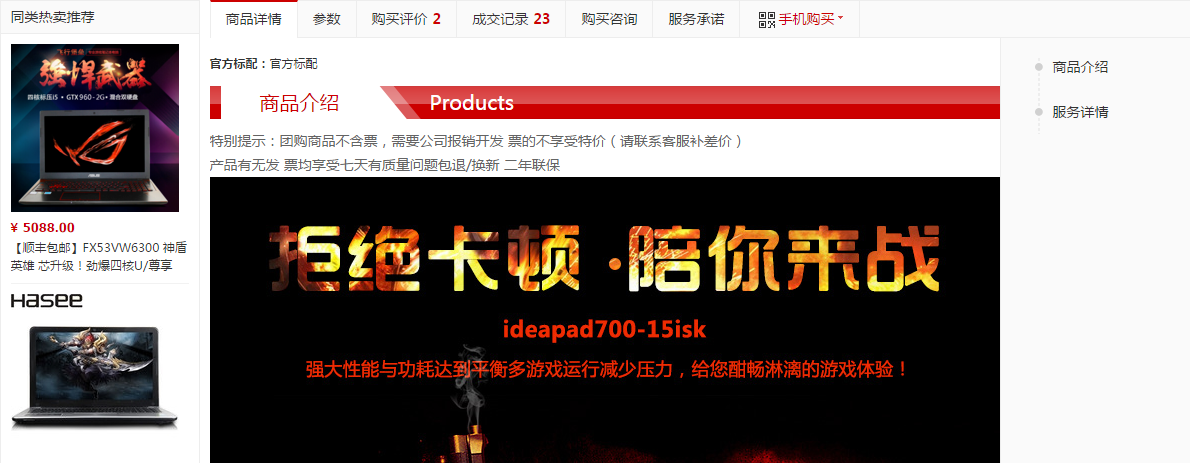 同类热卖推荐
商品详情 参数 购买评价 2 成交记录 23 购买咨询 服务承诺 手机购买
强悍武器
四核标压i5 · GTX960-2G · 混合双硬盘
ASUS
¥ 5088.00
【顺丰包邮】FX53VW6300 神盾
英雄 芯升级！劲爆四核U/尊享
HASEE
官方标配：官方标配
商品介绍 Products
特别提示：团购商品不含票，需要公司报销开发 票的不享受特价（请联系客服补差价）
产品有无发 票均享受七天有质量问题包退/换新 二年联保
拒绝卡顿·陪你来战
ideapad700-15isk
强大性能与功耗达到平衡多游戏运行减少压力，给您酣畅淋漓的游戏体验！
商品介绍
服务详情